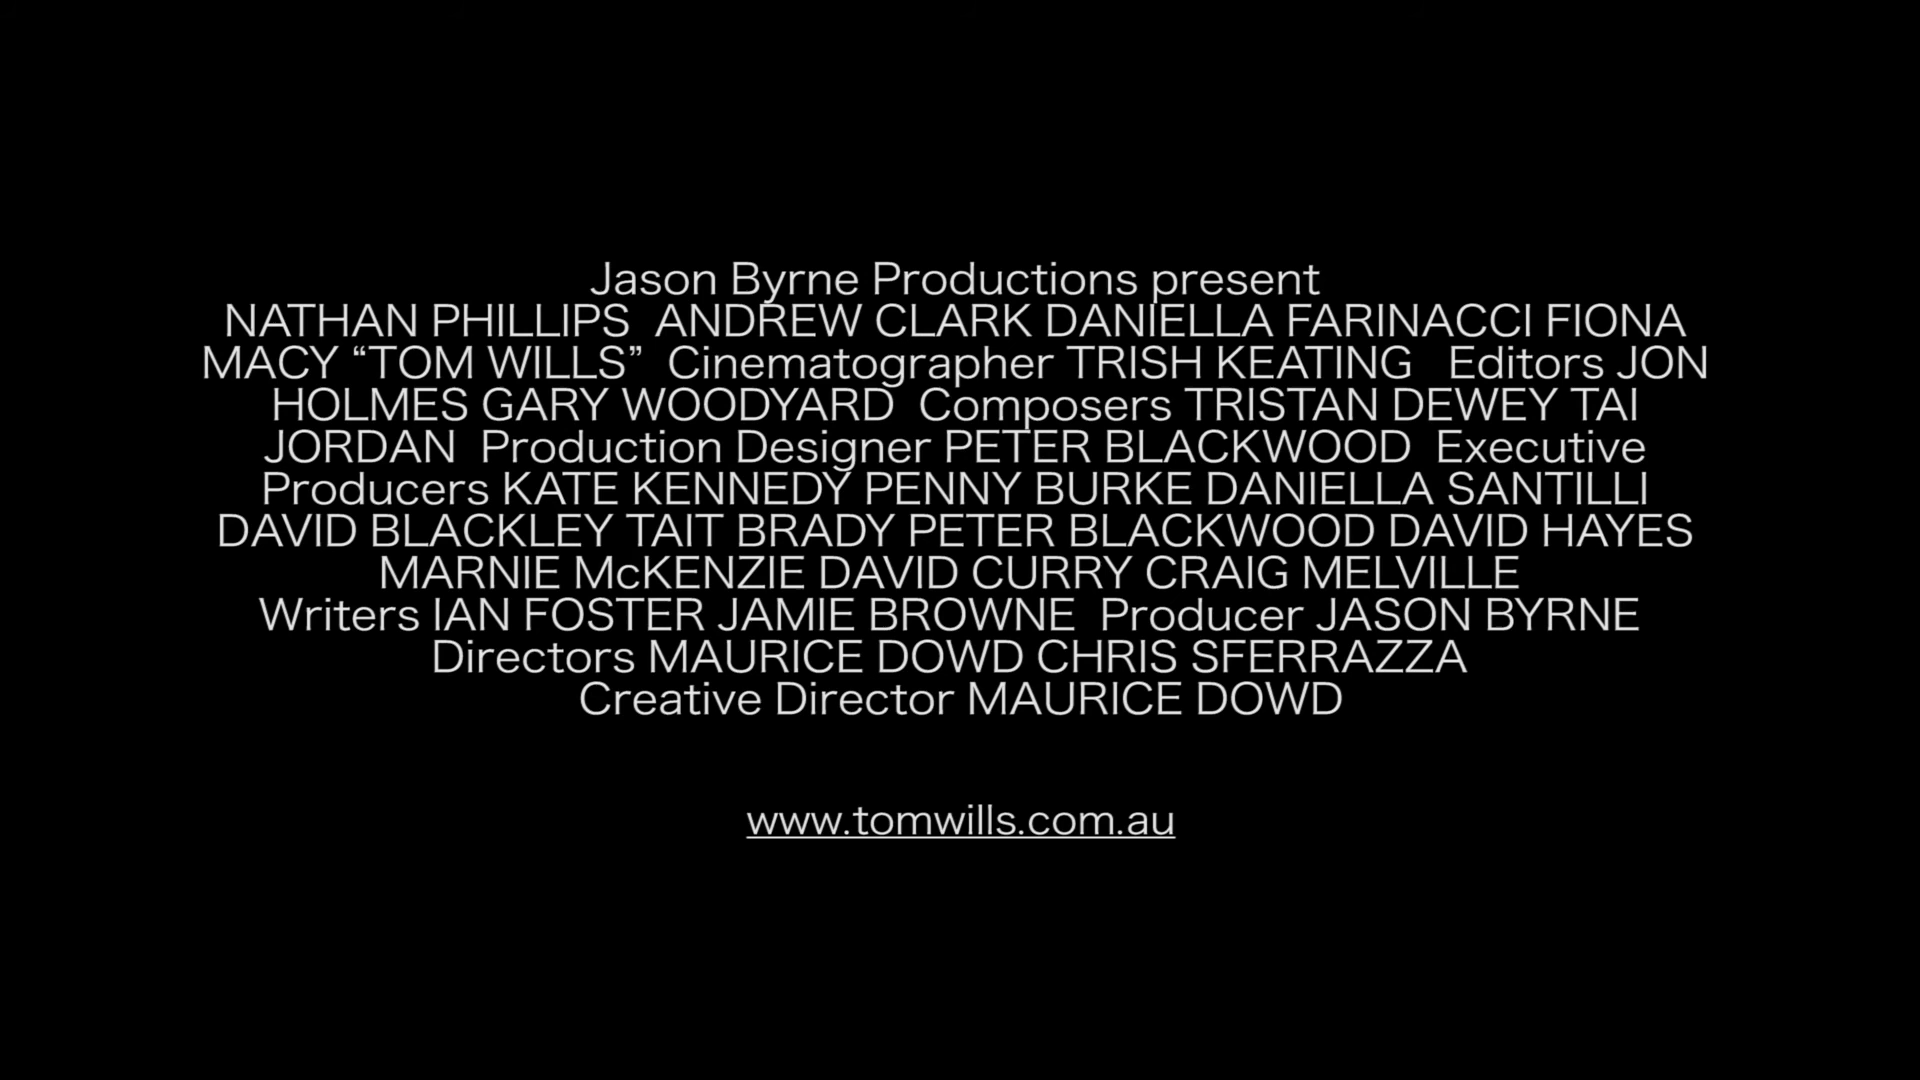 Jason Byrne Productions present
NATHAN PHILLIPS  ANDREW CLARK DANIELLA FARINACCI FIONA
MACY “TOM WILLS”  Cinematographer TRISH KEATING   Editors JON
HOLMES GARY WOODYARD  Composers TRISTAN DEWEY TAI
JORDAN  Production Designer PETER BLACKWOOD  Executive
Producers KATE KENNEDY PENNY BURKE DANIELLA SANTILLI
DAVID BLACKLEY TAIT BRADY PETER BLACKWOOD DAVID HAYES
MARNIE McKENZIE DAVID CURRY CRAIG MELVILLE
Writers IAN FOSTER JAMIE BROWNE  Producer JASON BYRNE
Directors MAURICE DOWD CHRIS SFERRAZZA
Creative Director MAURICE DOWD
www.tomwills.com.au